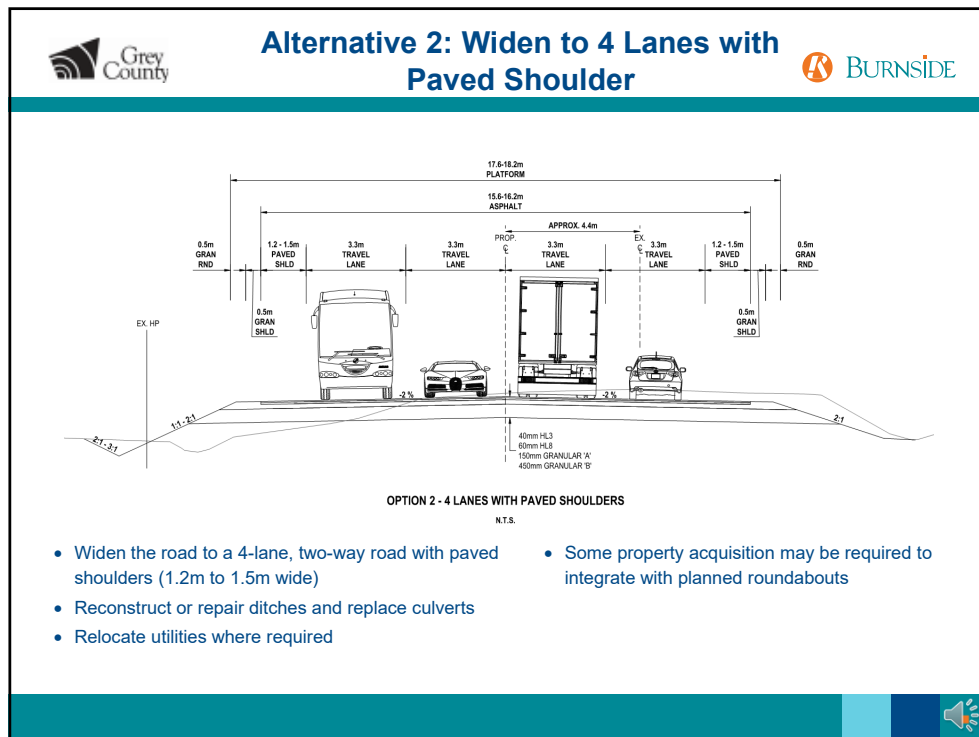 Grey
County
Alternative 2: Widen to 4 Lanes with
Paved Shoulder
BURNSiDE
17.6-18.2m
PLATFORM
15.6-16.2m
ASPHALT
APPROX. 4.4m
PROP.
℄
EX.
℄
0.5m
GRAN
RND
1.2 - 1.5m
PAVED
SHLD
3.3m
TRAVEL
LANE
3.3m
TRAVEL
LANE
3.3m
TRAVEL
LANE
3.3m
TRAVEL
LANE
1.2 - 1.5m
PAVED
SHLD
0.5m
GRAN
RND
0.5m
GRAN
SHLD
0.5m
GRAN
SHLD
EX. HP
-2 %
-2 %
2:1 - 3:1
1:1 - 2:1
2:1
40mm HL3
60mm HL8
150mm GRANULAR 'A'
450mm GRANULAR 'B'
OPTION 2 - 4 LANES WITH PAVED SHOULDERS
N.T.S.
• Widen the road to a 4-lane, two-way road with paved
shoulders (1.2m to 1.5m wide)
• Reconstruct or repair ditches and replace culverts
• Relocate utilities where required
• Some property acquisition may be required to
integrate with planned roundabouts